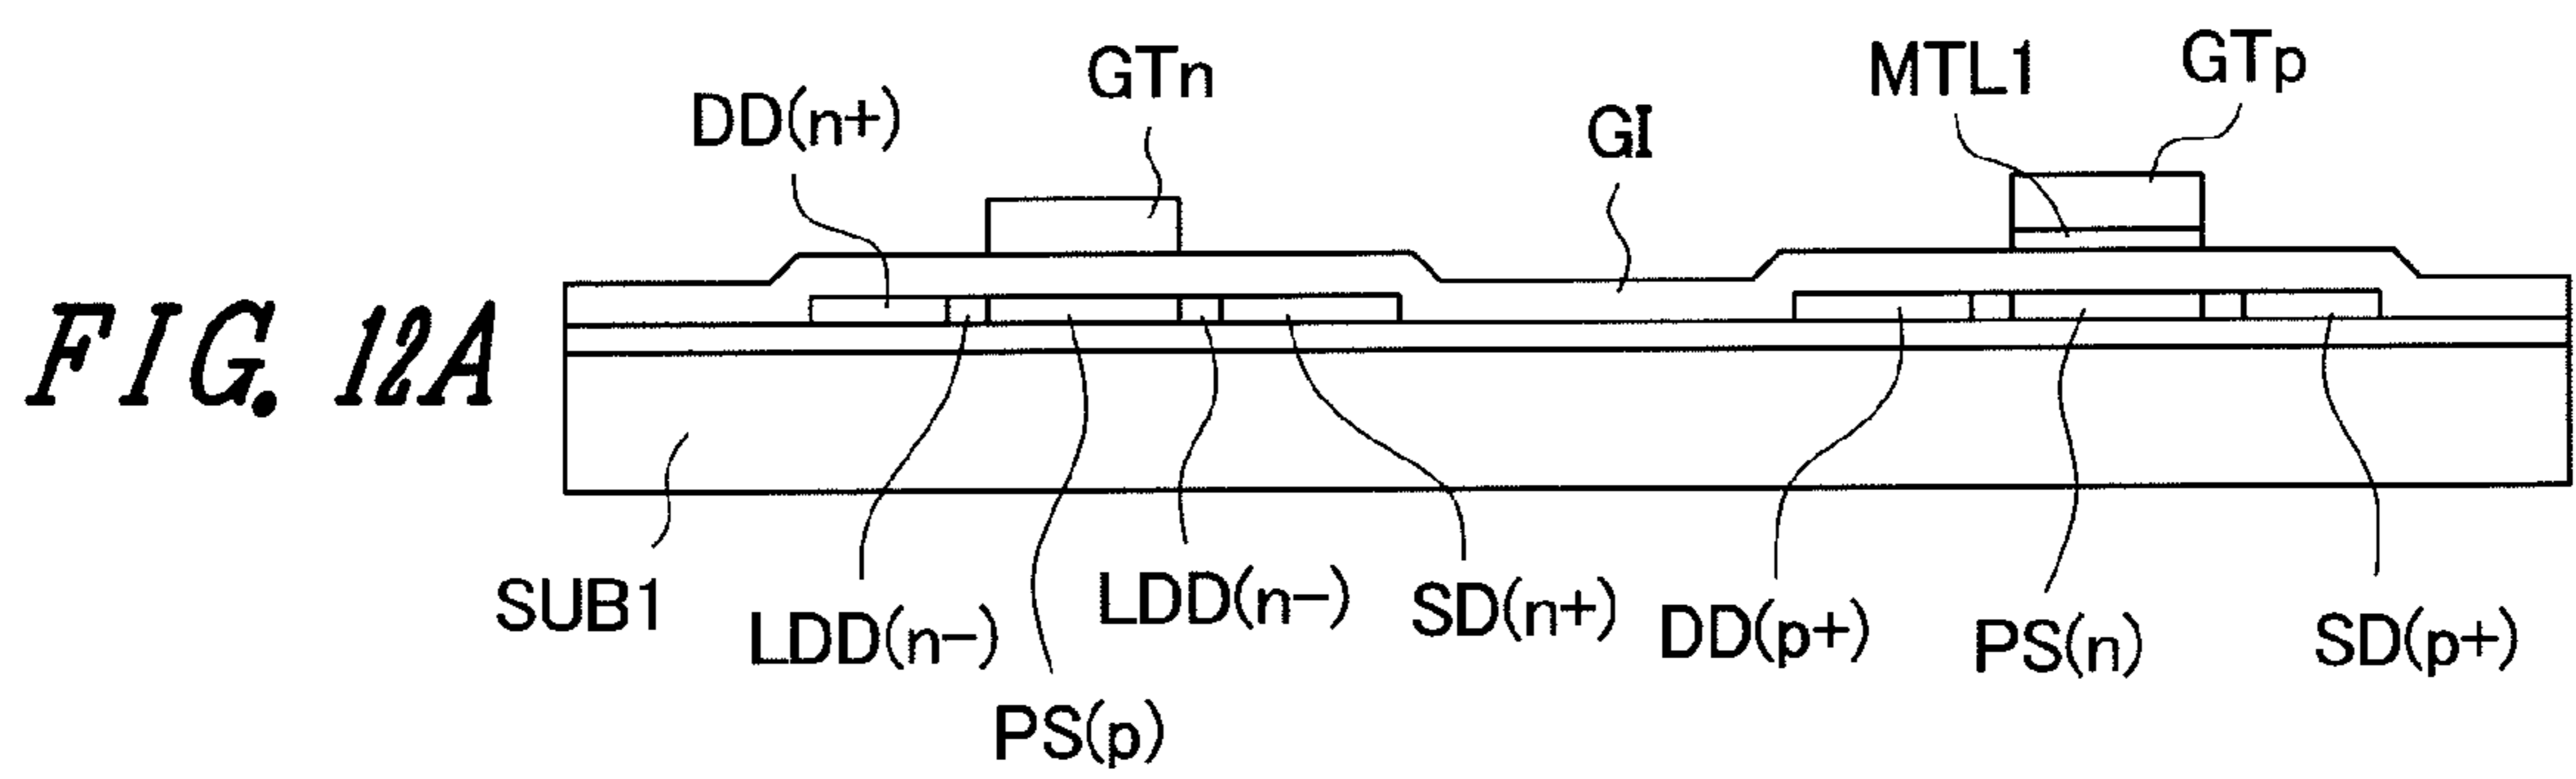 FIG. 12A
DD(n+)
GTn
GI
MTL1
GTp
SUB1
LDD(n-)
PS(p)
LDD(n-)
SD(n+)
DD(p+)
PS(n)
SD(p+)